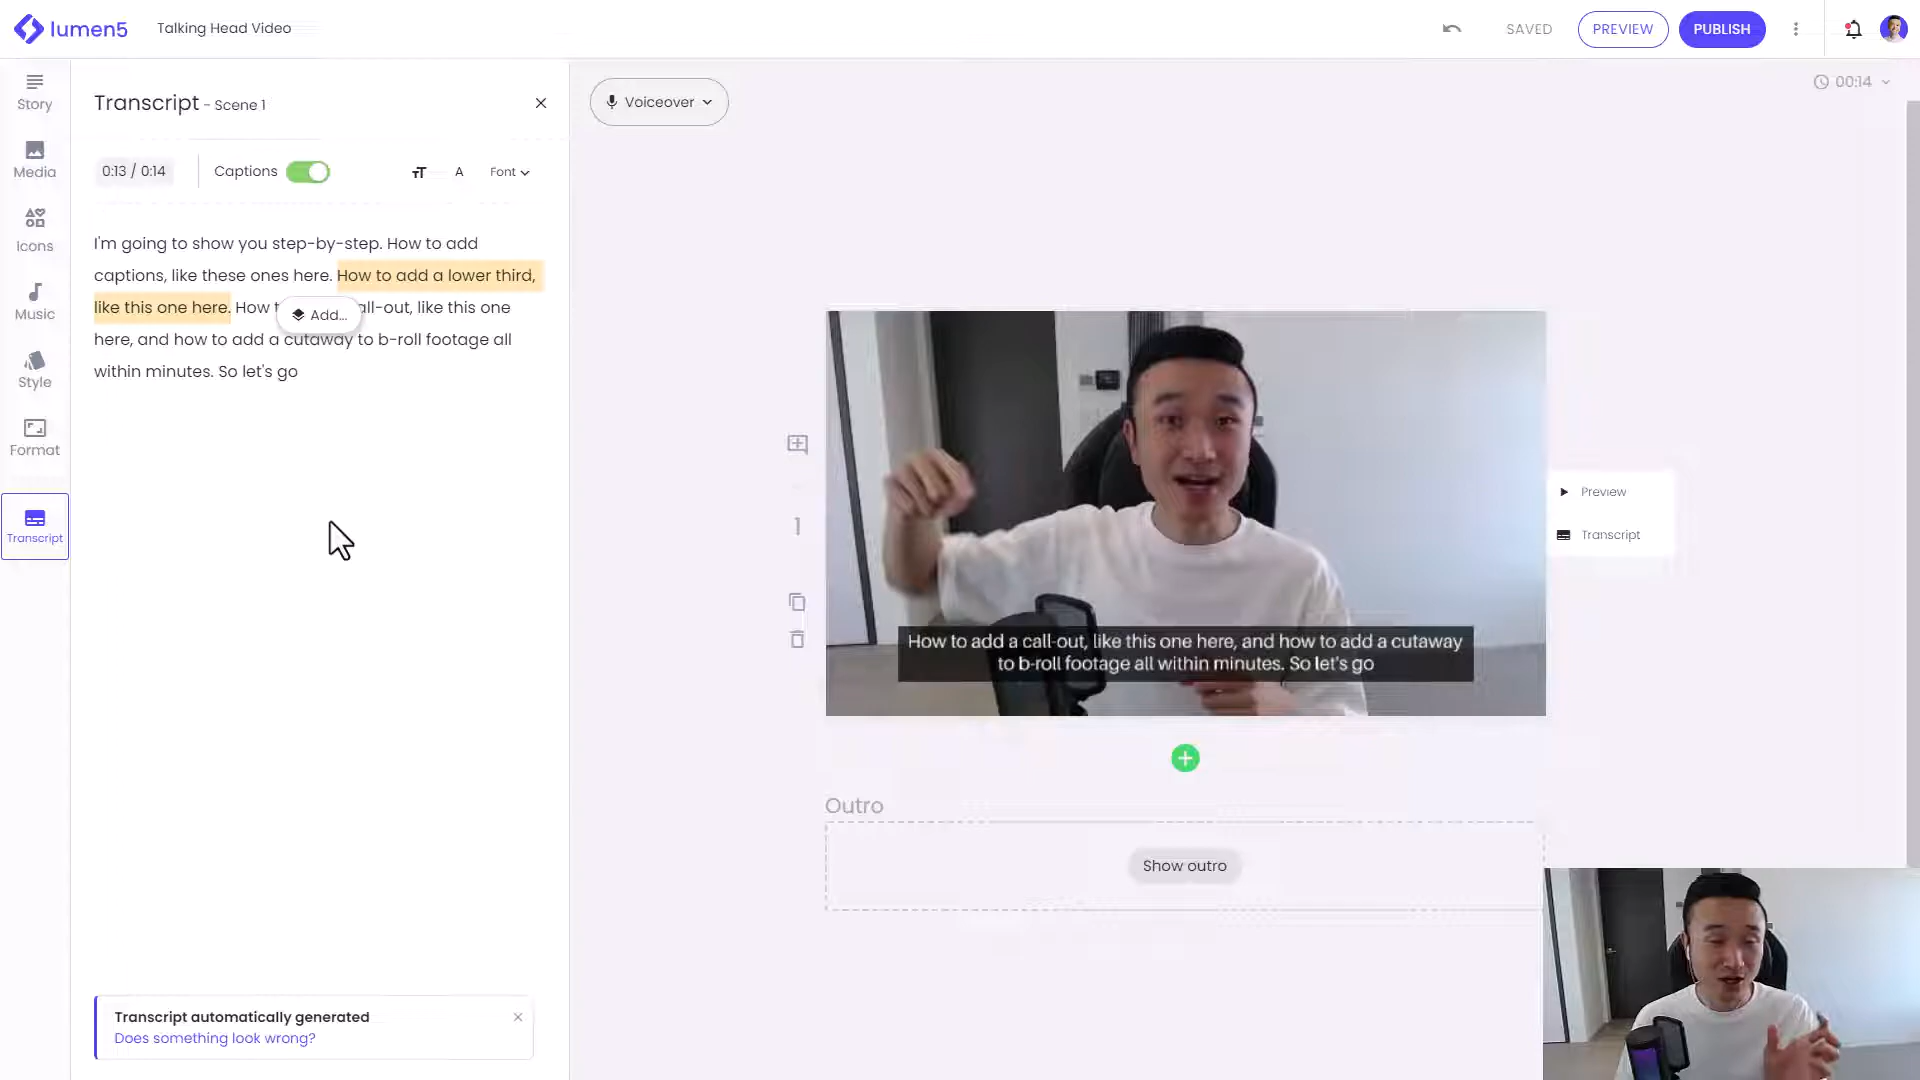 lumen5
Talking Head Video
SAVED
PREVIEW
PUBLISH
Story
Media
Icons
Music
Style
Format
Transcript
Transcript - Scene 1
0:13 / 0:14
Captions
A
Font
I'm going to show you step-by-step. How to add
captions, like these ones here. How to add a lower third,
like this one here. How t
Add...
all-out, like this one
here, and how to add a cutaway to b-roll footage all
within minutes. So let's go
Transcript automatically generated
Does something look wrong?
Voiceover
00:14
1
How to add a call-out, like this one here, and how to add a cutaway
to b-roll footage all within minutes. So let's go
Preview
Transcript
Outro
Show outro